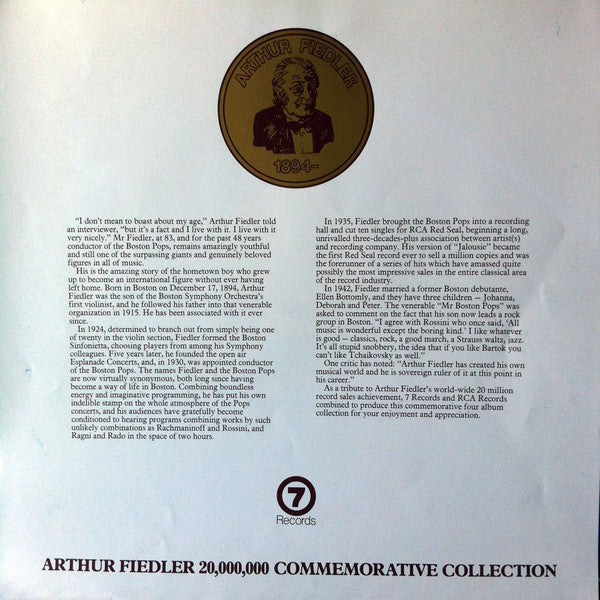 ARTHUR FIEDLER
1894-
"I don't mean to boast about my age," Arthur Fiedler told
an interviewer, "but it's a fact and I live with it. I live with it
very nicely." Mr Fiedler, at 83, and for the past 48 years
conductor of the Boston Pops, remains amazingly youthful
and still one of the surpassing giants and genuinely beloved
figures in all of music.
His is the amazing story of the hometown boy who grew
up to become an international figure without ever having
left home. Born in Boston on December 17, 1894, Arthur
Fiedler was the son of the Boston Symphony Orchestra's
first violinist, and he followed his father into that venerable
organization in 1915. He has been associated with it ever
since.
In 1924, determined to branch out from simply being one
of twenty in the violin section, Fiedler formed the Boston
Sinfonietta, choosing players from among his Symphony
colleagues. Five years later, he founded the open air
Esplanade Concerts, and, in 1930, was appointed conductor
of the Boston Pops. The names Fiedler and the Boston Pops
are now virtually synonymous, both long since having
become a way of life in Boston. Combining boundless
energy and imaginative programming, he has put his own
indelible stamp on the whole atmosphere of the Pops
concerts, and his audiences have gratefully become
conditioned to hearing programs combining works by such
unlikely combinations as Rachmaninoff and Rossini, and
Ragni and Rado in the space of two hours.
In 1935, Fiedler brought the Boston Pops into a recording
hall and cut ten singles for RCA Red Seal, beginning a long,
unrivalled three-decades-plus association between artist(s)
and recording company. His version of "Jalousie" became
the first Red Seal record ever to sell a million copies and was
the forerunner of a series of hits which have amassed quite
possibly the most impressive sales in the entire classical area
of the record industry.
In 1942, Fiedler married a former Boston debutante,
Ellen Bottomly, and they have three children — Johanna,
Deborah and Peter. The venerable "Mr Boston Pops" was
asked to comment on the fact that his son now leads a rock
group in Boston. "I agree with Rossini who once said, 'All
music is wonderful except the boring kind.' I like whatever
is good – classics, rock, a good march, a Strauss waltz, jazz.
It's all stupid snobbery, the idea that if you like Bartok you
can't like Tchaikovsky as well."
One critic has noted: "Arthur Fiedler has created his own
musical world and he is sovereign ruler of it at this point in
his career."
As a tribute to Arthur Fiedler's world-wide 20 million
record sales achievement, 7 Records and RCA Records
combined to produce this commemorative four album
collection for your enjoyment and appreciation.
7
Records
ARTHUR FIEDLER 20,000,000 COMMEMORATIVE COLLECTION